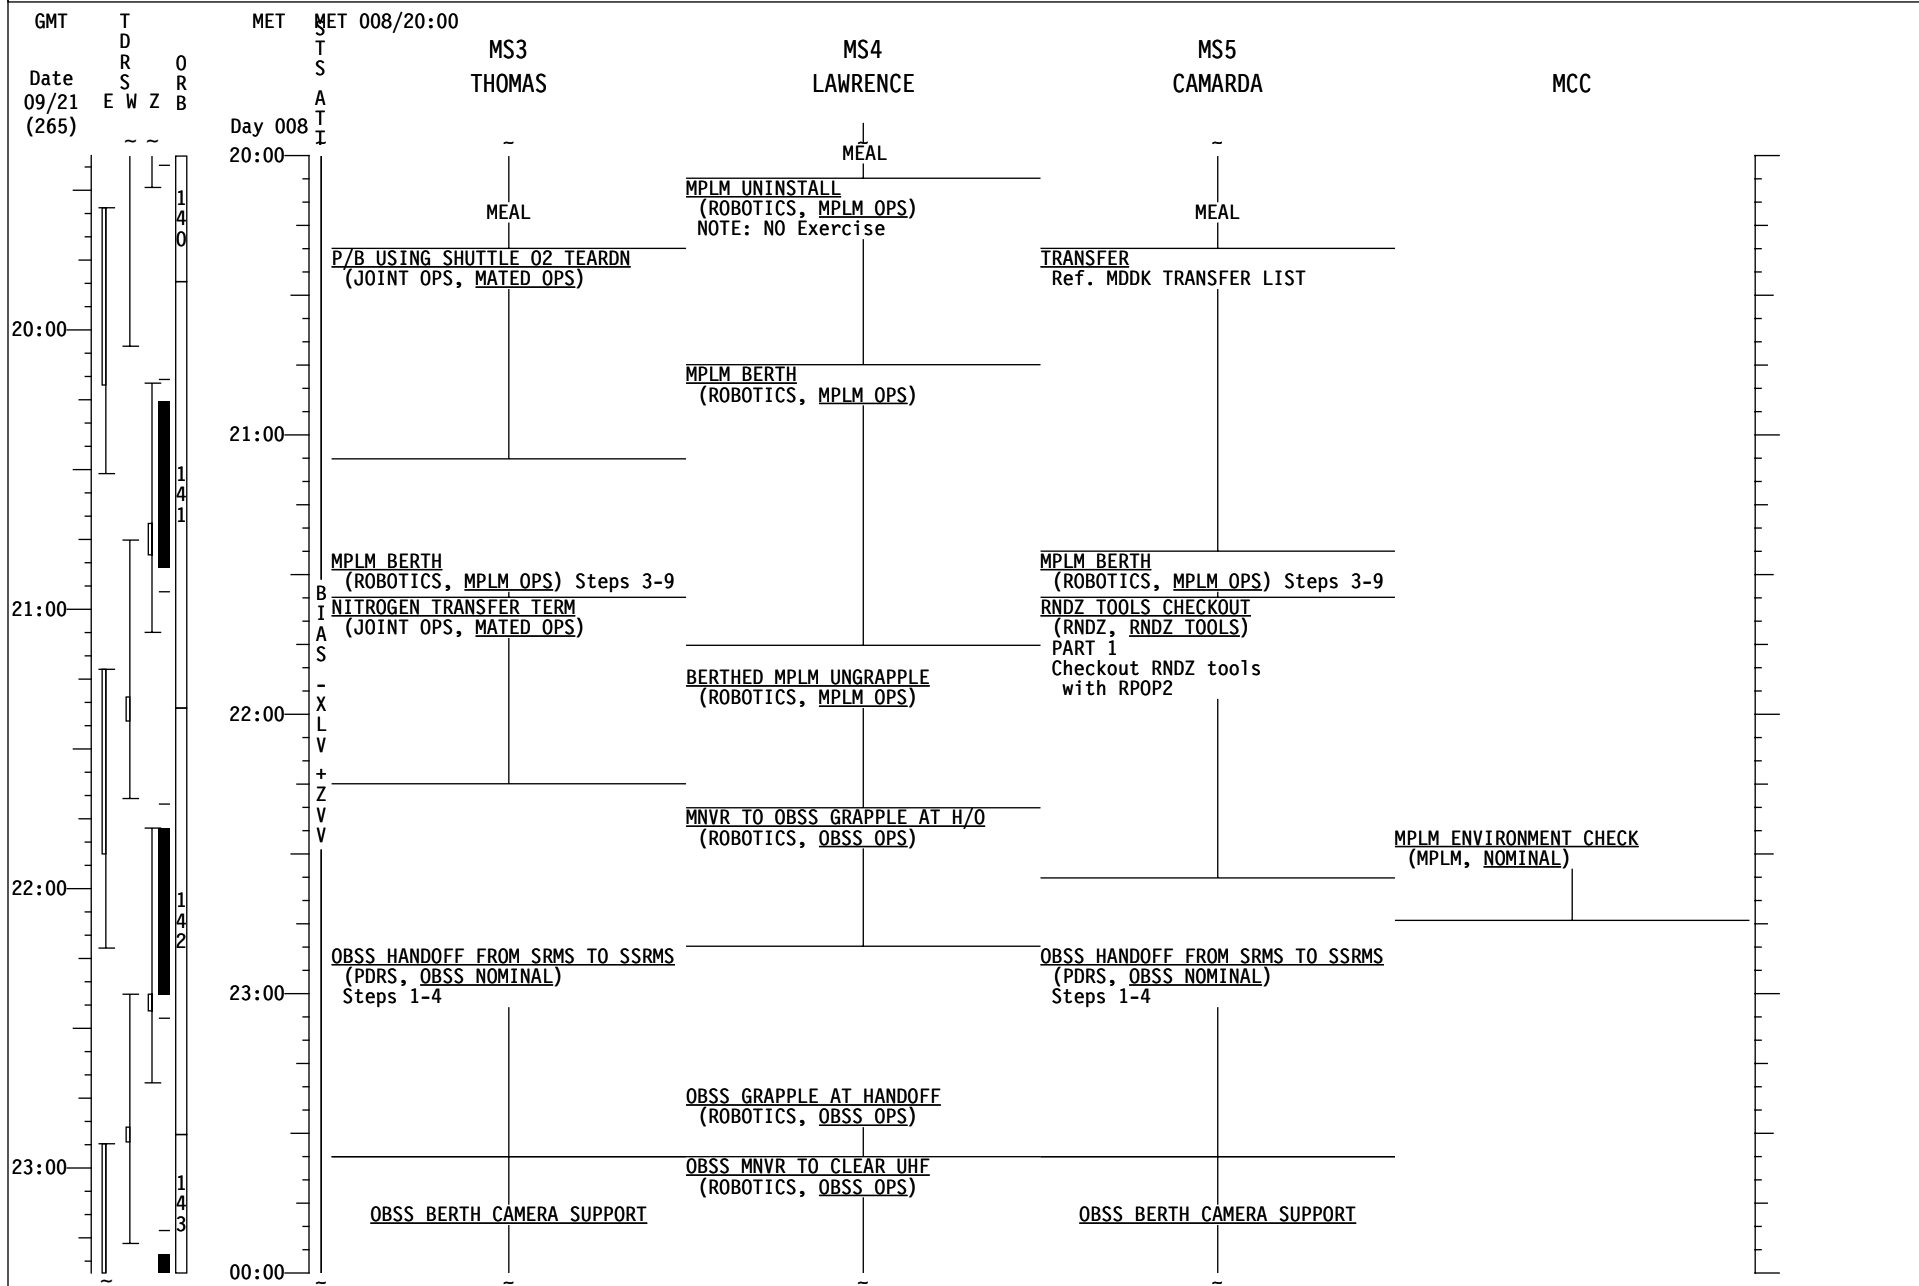 GMT
Date
09/21
(265)
T
D
R
S
E W Z
O
R
B
MET
Day 008
STS ATT
MET 008/20:00
MS3
THOMAS
MS4
LAWRENCE
MS5
CAMARDA
MCC
~ ~ ~ ~ ~ ~
20:00
MEAL
MPLM UNINSTALL
(ROBOTICS, MPLM OPS)
NOTE: NO Exercise
MEAL
MEAL
140
P/B USING SHUTTLE O2 TEARDN
(JOINT OPS, MATED OPS)
TRANSFER
Ref. MDDK TRANSFER LIST
20:00
MPLM BERTH
(ROBOTICS, MPLM OPS)
21:00
141
MPLM BERTH
(ROBOTICS, MPLM OPS) Steps 3-9
MPLM BERTH
(ROBOTICS, MPLM OPS) Steps 3-9
21:00
BIAS -XLV +ZVV
NITROGEN TRANSFER TERM
(JOINT OPS, MATED OPS)
RNDZ TOOLS CHECKOUT
(RNDZ, RNDZ TOOLS)
PART 1
Checkout RNDZ tools
with RPOP2
BERTHED MPLM UNGRAPPLE
(ROBOTICS, MPLM OPS)
22:00
MNVR TO OBSS GRAPPLE AT H/O
(ROBOTICS, OBSS OPS)
MPLM ENVIRONMENT CHECK
(MPLM, NOMINAL)
22:00
142
OBSS HANDOFF FROM SRMS TO SSRMS
(PDRS, OBSS NOMINAL)
Steps 1-4
OBSS HANDOFF FROM SRMS TO SSRMS
(PDRS, OBSS NOMINAL)
Steps 1-4
23:00
OBSS GRAPPLE AT HANDOFF
(ROBOTICS, OBSS OPS)
23:00
143
OBSS MNVR TO CLEAR UHF
(ROBOTICS, OBSS OPS)
OBSS BERTH CAMERA SUPPORT
OBSS BERTH CAMERA SUPPORT
00:00
~ ~ ~ ~ ~